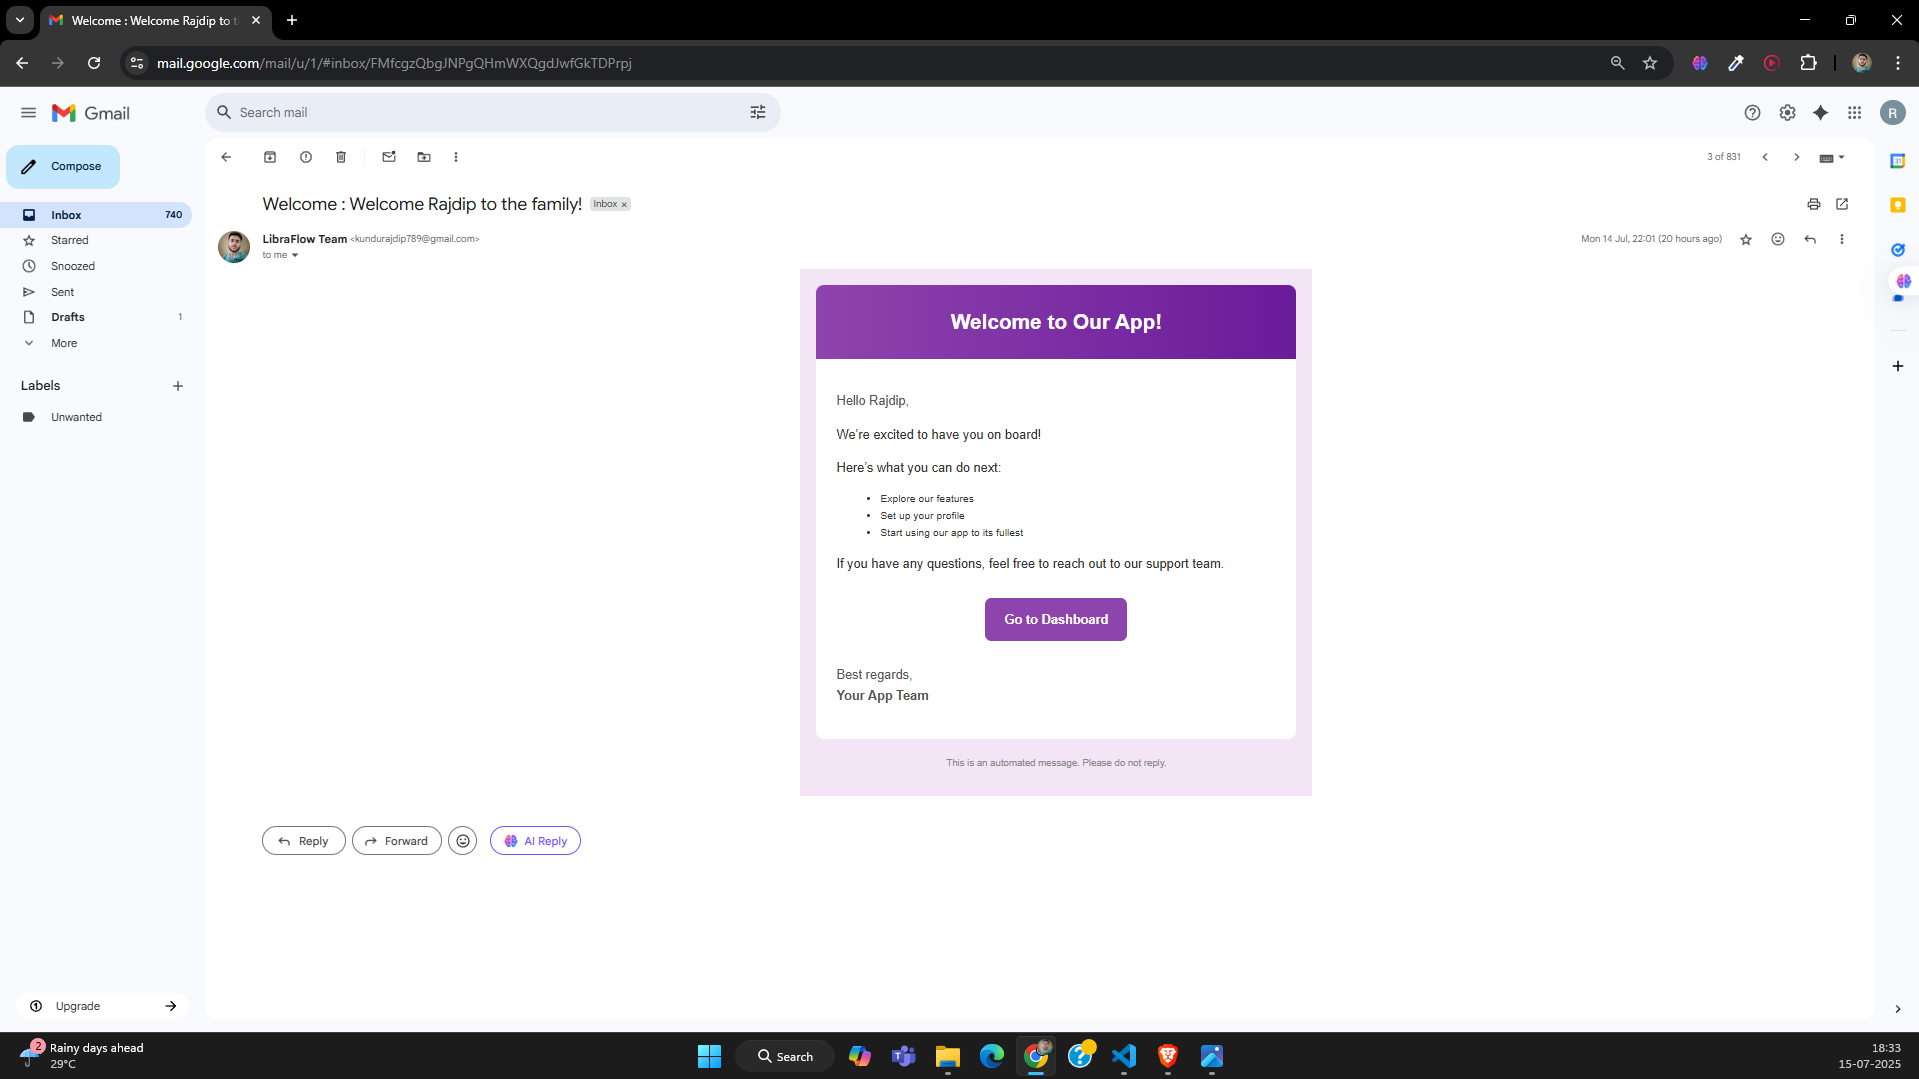 Welcome : Welcome Rajdip to t
mail.google.com/mail/u/1/#inbox/FMfcgzQbgJNPgQHmWXQgdJwfGkTDPrpj
Gmail
Search mail
R
Compose
3 of 831
Inbox 740
Starred
Snoozed
Sent
Drafts 1
More
Labels
Unwanted
Upgrade
Welcome : Welcome Rajdip to the family! Inbox x
LibraFlow Team <kundurajdip789@gmail.com>
Mon 14 Jul, 22:01 (20 hours ago)
to me
Welcome to Our App!
Hello Rajdip,
We're excited to have you on board!
Here's what you can do next:
• Explore our features
• Set up your profile
• Start using our app to its fullest
If you have any questions, feel free to reach out to our support team.
Go to Dashboard
Best regards,
Your App Team
This is an automated message. Please do not reply.
Reply
Forward
AI Reply
31
2
Rainy days ahead
29°C
Search
18:33
15-07-2025